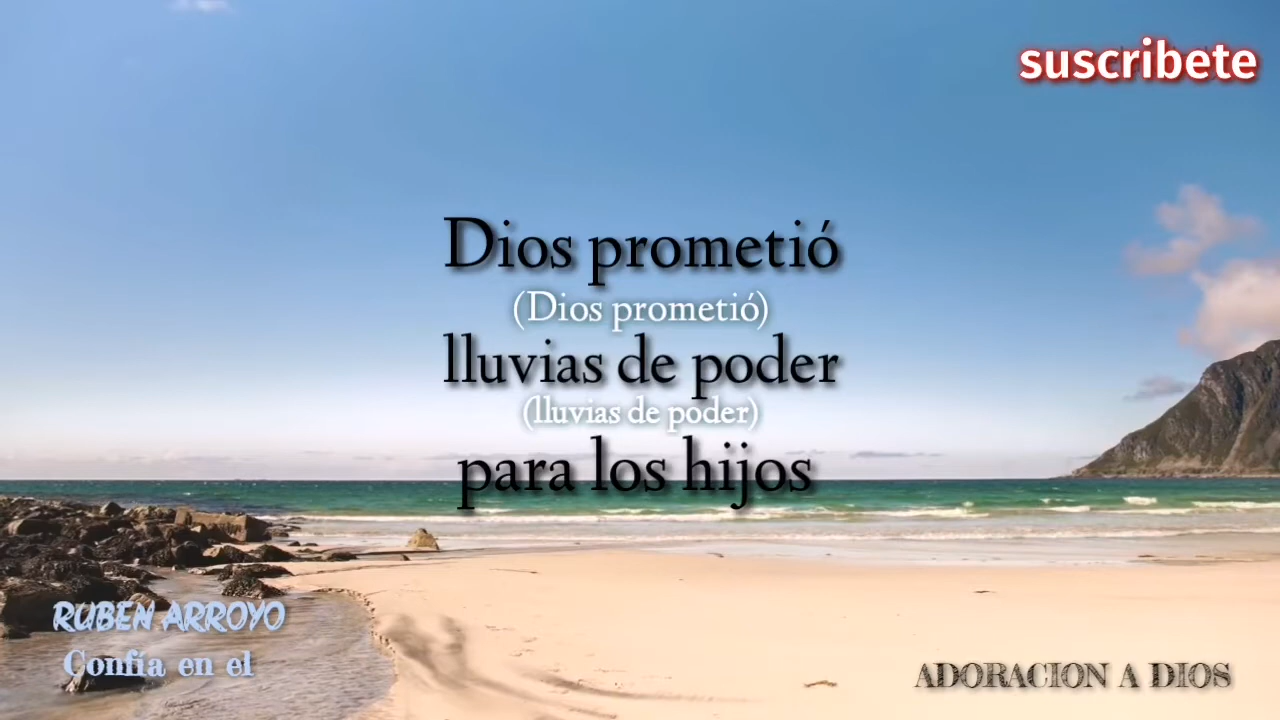 suscribete
Dios prometió
(Dios prometió)
lluvias de poder
(lluvias de poder)
para los hijos
RUBEN ARROYO
Confía en el
ADORACION A DIOS